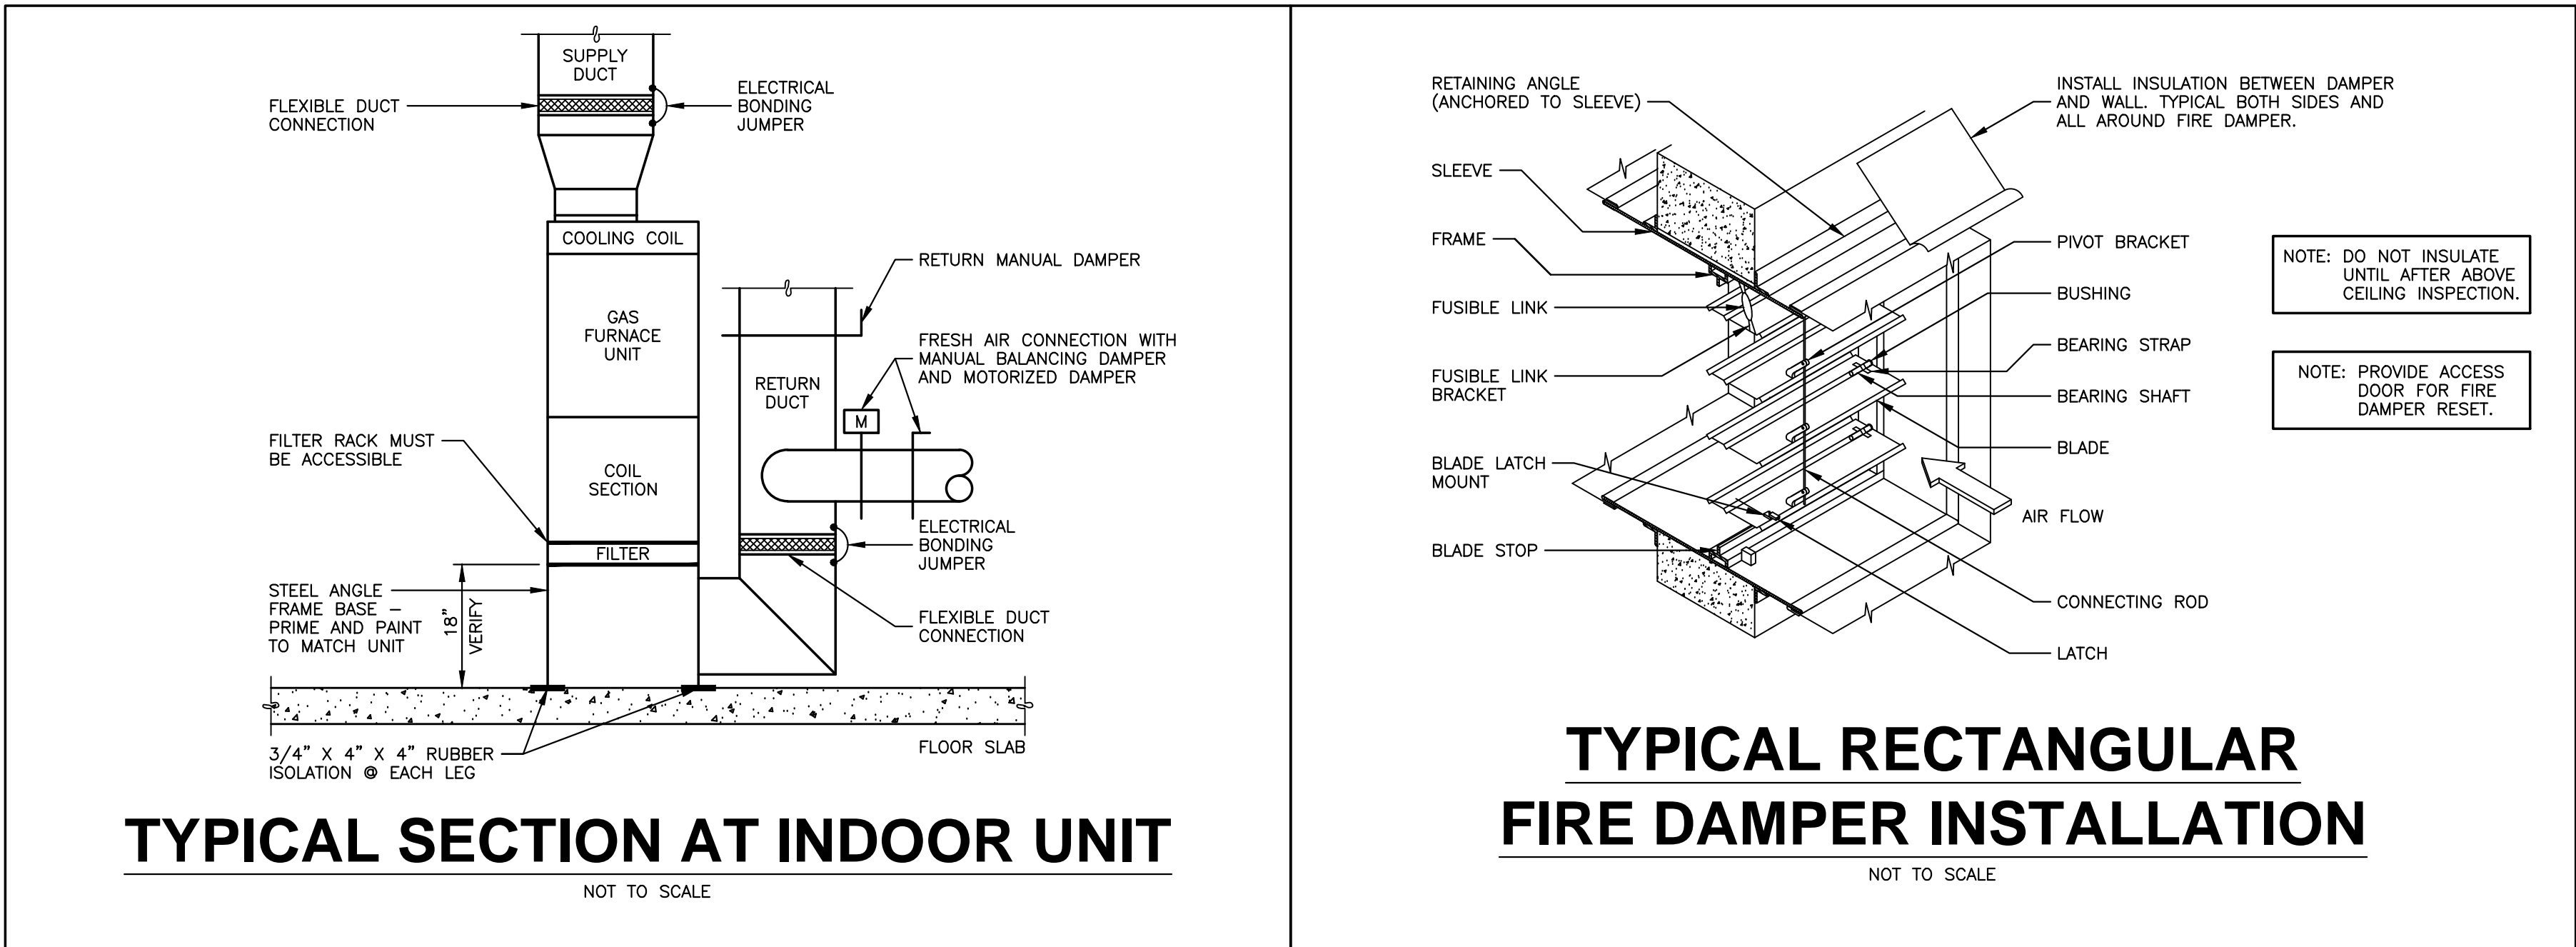 SUPPLY
DUCT
FLEXIBLE DUCT
CONNECTION
ELECTRICAL
BONDING
JUMPER
COOLING COIL
RETURN MANUAL DAMPER
GAS
FURNACE
UNIT
FRESH AIR CONNECTION WITH
MANUAL BALANCING DAMPER
AND MOTORIZED DAMPER
RETURN
DUCT
M
FILTER RACK MUST
BE ACCESSIBLE
COIL
SECTION
ELECTRICAL
BONDING
JUMPER
FILTER
STEEL ANGLE
FRAME BASE –
PRIME AND PAINT
TO MATCH UNIT
18"
VERIFY
FLEXIBLE DUCT
CONNECTION
3/4" X 4" X 4" RUBBER
ISOLATION @ EACH LEG
FLOOR SLAB
TYPICAL SECTION AT INDOOR UNIT
NOT TO SCALE
RETAINING ANGLE
(ANCHORED TO SLEEVE)
SLEEVE
FRAME
FUSIBLE LINK
FUSIBLE LINK
BRACKET
BLADE LATCH
MOUNT
BLADE STOP
INSTALL INSULATION BETWEEN DAMPER
AND WALL. TYPICAL BOTH SIDES AND
ALL AROUND FIRE DAMPER.
PIVOT BRACKET
BUSHING
BEARING STRAP
BEARING SHAFT
BLADE
AIR FLOW
CONNECTING ROD
LATCH
NOTE: DO NOT INSULATE
UNTIL AFTER ABOVE
CEILING INSPECTION.
NOTE: PROVIDE ACCESS
DOOR FOR FIRE
DAMPER RESET.
TYPICAL RECTANGULAR
FIRE DAMPER INSTALLATION
NOT TO SCALE